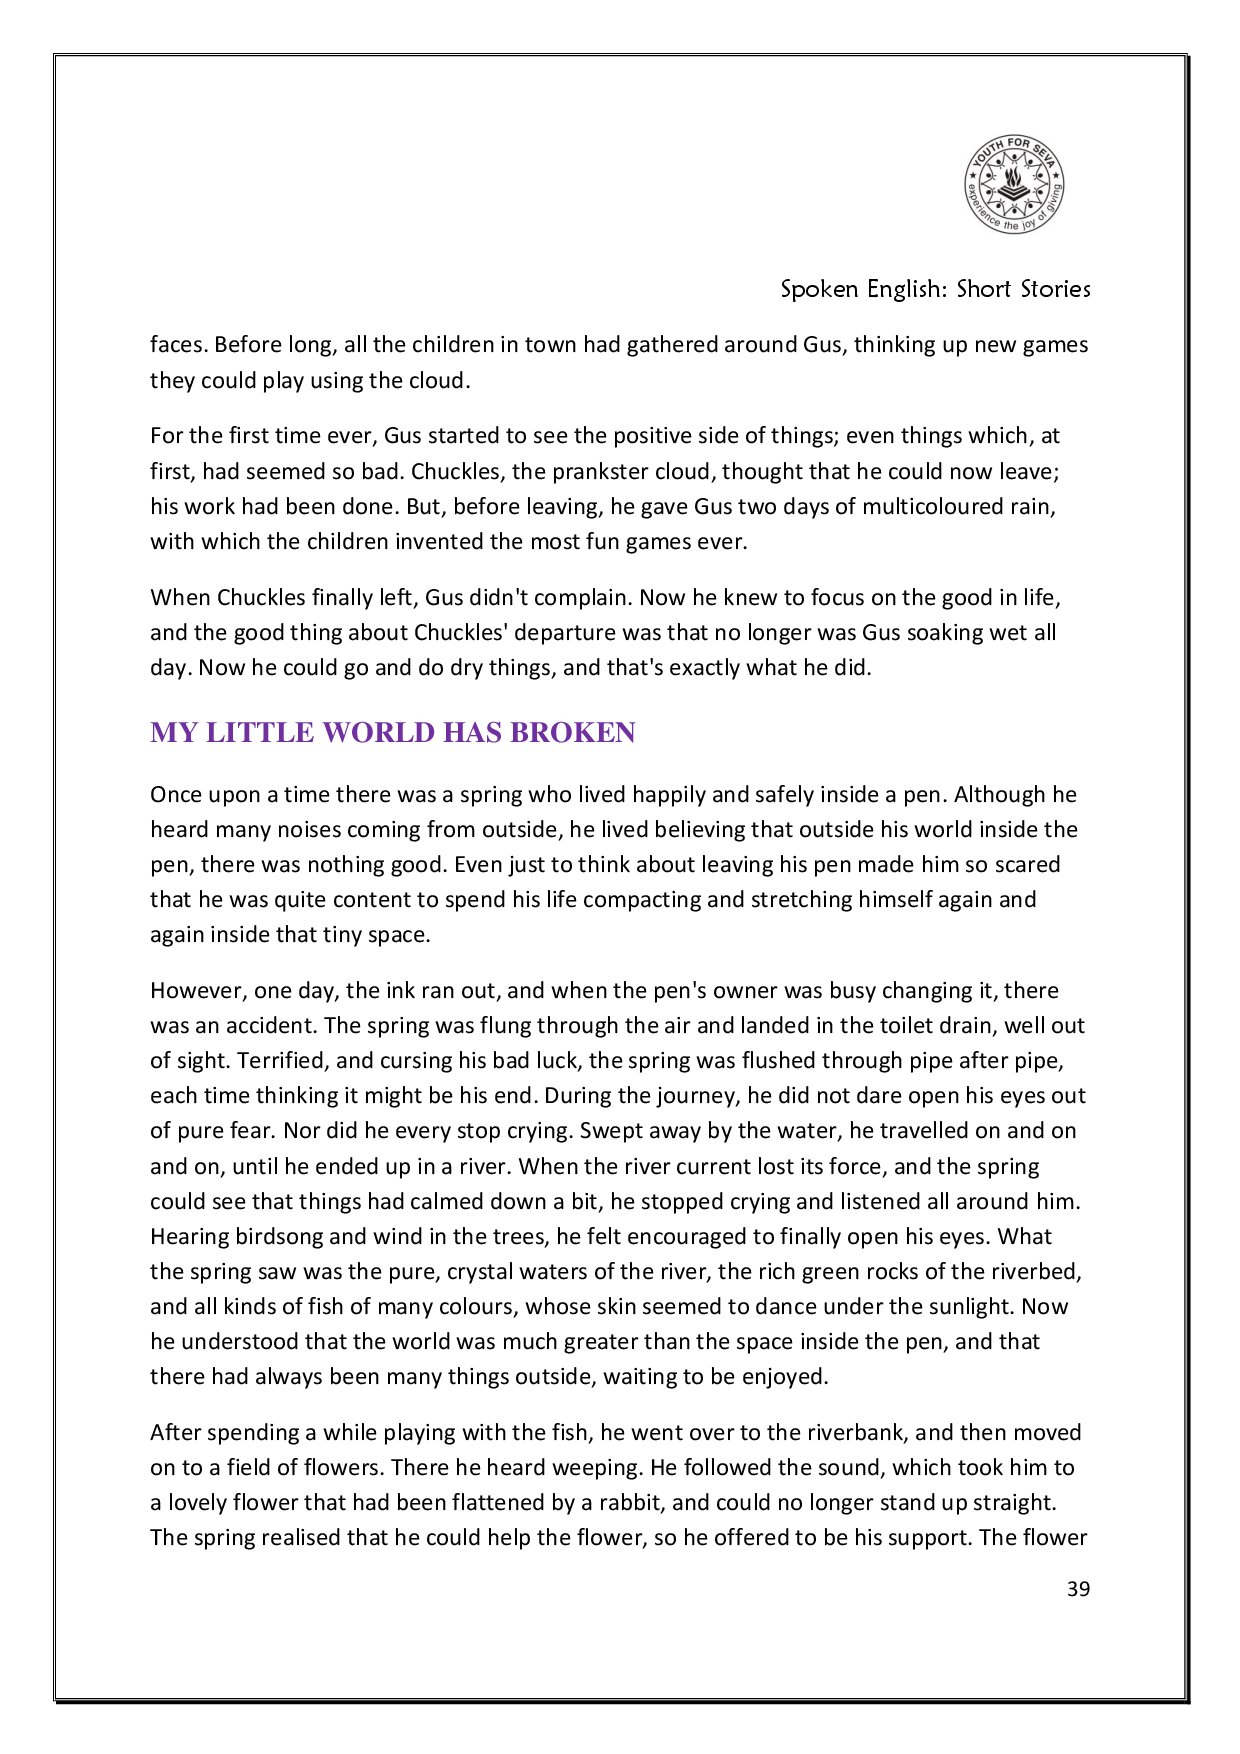 YOUTH FOR SEVA
experience the joy of giving
Spoken English: Short Stories
faces. Before long, all the children in town had gathered around Gus, thinking up new games
they could play using the cloud.
For the first time ever, Gus started to see the positive side of things; even things which, at
first, had seemed so bad. Chuckles, the prankster cloud, thought that he could now leave;
his work had been done. But, before leaving, he gave Gus two days of multicoloured rain,
with which the children invented the most fun games ever.
When Chuckles finally left, Gus didn't complain. Now he knew to focus on the good in life,
and the good thing about Chuckles' departure was that no longer was Gus soaking wet all
day. Now he could go and do dry things, and that's exactly what he did.
MY LITTLE WORLD HAS BROKEN
Once upon a time there was a spring who lived happily and safely inside a pen. Although he
heard many noises coming from outside, he lived believing that outside his world inside the
pen, there was nothing good. Even just to think about leaving his pen made him so scared
that he was quite content to spend his life compacting and stretching himself again and
again inside that tiny space.
However, one day, the ink ran out, and when the pen's owner was busy changing it, there
was an accident. The spring was flung through the air and landed in the toilet drain, well out
of sight. Terrified, and cursing his bad luck, the spring was flushed through pipe after pipe,
each time thinking it might be his end. During the journey, he did not dare open his eyes out
of pure fear. Nor did he every stop crying. Swept away by the water, he travelled on and on
and on, until he ended up in a river. When the river current lost its force, and the spring
could see that things had calmed down a bit, he stopped crying and listened all around him.
Hearing birdsong and wind in the trees, he felt encouraged to finally open his eyes. What
the spring saw was the pure, crystal waters of the river, the rich green rocks of the riverbed,
and all kinds of fish of many colours, whose skin seemed to dance under the sunlight. Now
he understood that the world was much greater than the space inside the pen, and that
there had always been many things outside, waiting to be enjoyed.
After spending a while playing with the fish, he went over to the riverbank, and then moved
on to a field of flowers. There he heard weeping. He followed the sound, which took him to
a lovely flower that had been flattened by a rabbit, and could no longer stand up straight.
The spring realised that he could help the flower, so he offered to be his support. The flower
39